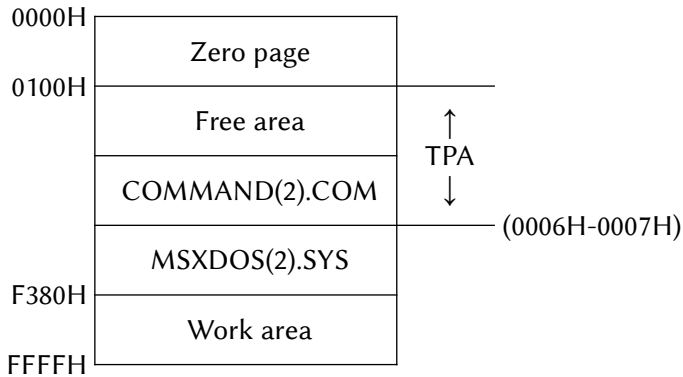 0000H
Zero page
0100H
Free area
↑
TPA
COMMAND(2).COM
↓
(0006H-0007H)
MSXDOS(2).SYS
F380H
Work area
FFFFH